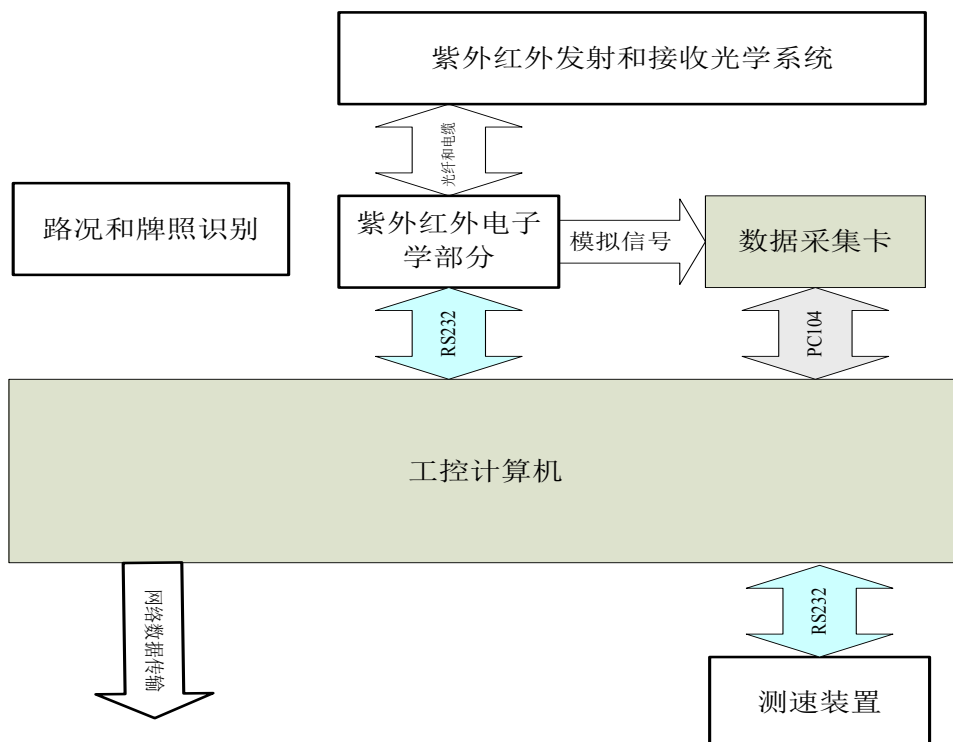 紫外红外发射和接收光学系统
光纤和电缆
路况和牌照识别
紫外红外电子
学部分
模拟信号
数据采集卡
RS232
PC104
工控计算机
网络数据传输
RS232
测速装置